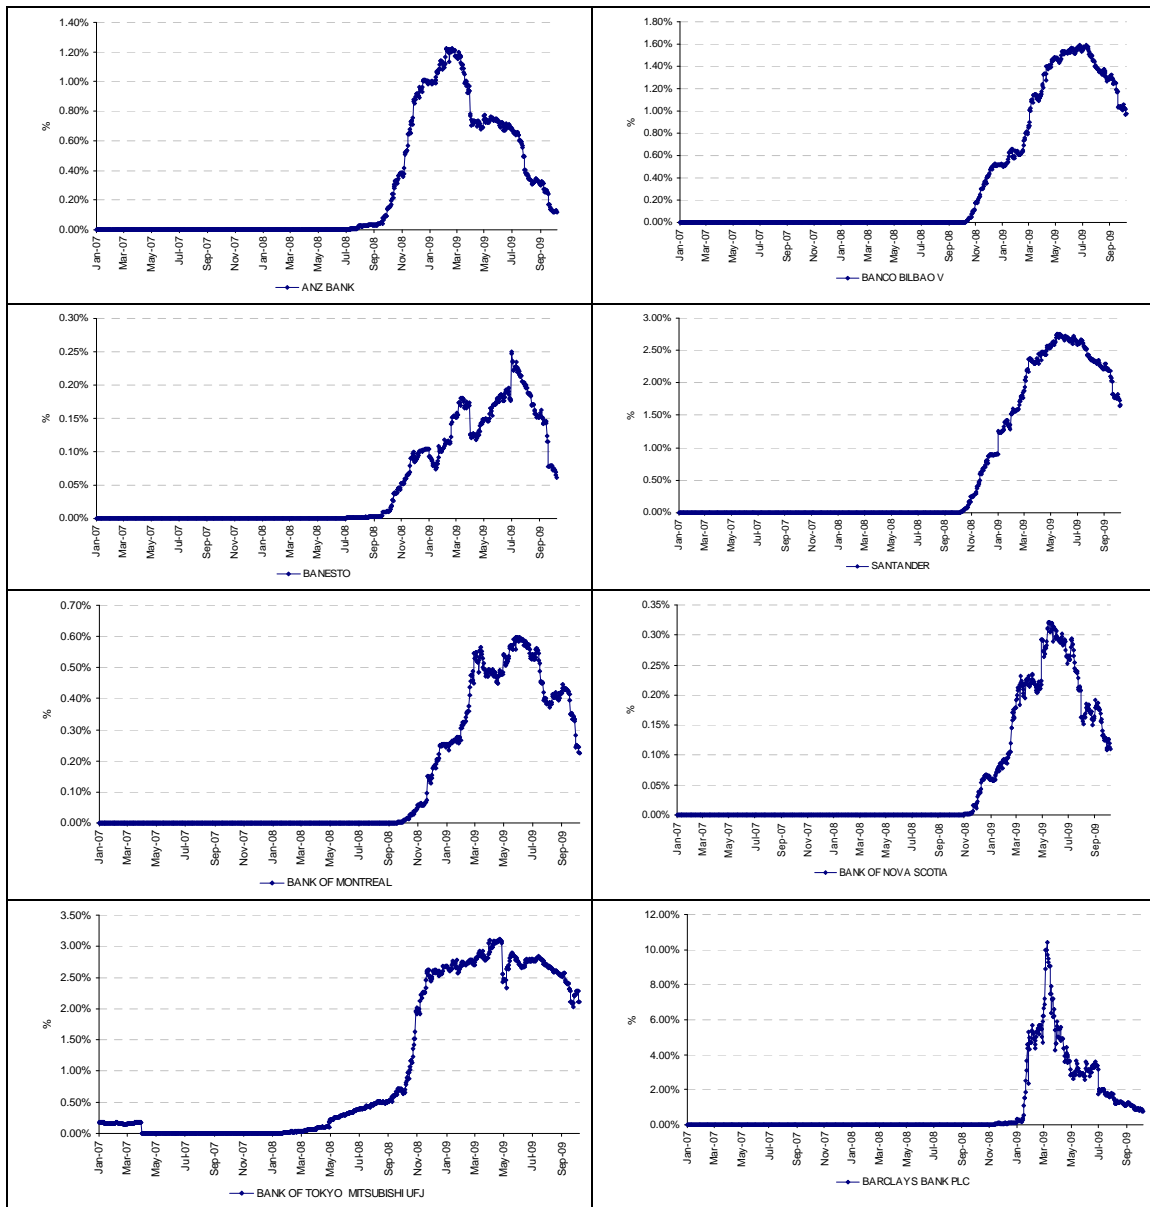 1.40%
1.20%
1.00%
0.80%
0.60%
0.40%
0.20%
0.00%
%
Jan-07
Mar-07
May-07
Jul-07
Sep-07
Nov-07
Jan-08
Mar-08
May-08
Jul-08
Sep-08
Nov-08
Jan-09
Mar-09
May-09
Jul-09
Sep-09
ANZ BANK
1.80%
1.60%
1.40%
1.20%
1.00%
0.80%
0.60%
0.40%
0.20%
0.00%
%
Jan-07
Mar-07
May-07
Jul-07
Sep-07
Nov-07
Jan-08
Mar-08
May-08
Jul-08
Sep-08
Nov-08
Jan-09
Mar-09
May-09
Jul-09
Sep-09
BANCO BILBAO V
0.30%
0.25%
0.20%
0.15%
0.10%
0.05%
0.00%
%
Jan-07
Mar-07
May-07
Jul-07
Sep-07
Nov-07
Jan-08
Mar-08
May-08
Jul-08
Sep-08
Nov-08
Jan-09
Mar-09
May-09
Jul-09
Sep-09
BANESTO
3.00%
2.50%
2.00%
1.50%
1.00%
0.50%
0.00%
%
Jan-07
Mar-07
May-07
Jul-07
Sep-07
Nov-07
Jan-08
Mar-08
May-08
Jul-08
Sep-08
Nov-08
Jan-09
Mar-09
May-09
Jul-09
Sep-09
SANTANDER
0.70%
0.60%
0.50%
0.40%
0.30%
0.20%
0.10%
0.00%
%
Jan-07
Mar-07
May-07
Jul-07
Sep-07
Nov-07
Jan-08
Mar-08
May-08
Jul-08
Sep-08
Nov-08
Jan-09
Mar-09
May-09
Jul-09
Sep-09
BANK OF MONTREAL
0.35%
0.30%
0.25%
0.20%
0.15%
0.10%
0.05%
0.00%
%
Jan-07
Mar-07
May-07
Jul-07
Sep-07
Nov-07
Jan-08
Mar-08
May-08
Jul-08
Sep-08
Nov-08
Jan-09
Mar-09
May-09
Jul-09
Sep-09
BANK OF NOVA SCOTIA
3.50%
3.00%
2.50%
2.00%
1.50%
1.00%
0.50%
0.00%
%
Jan-07
Mar-07
May-07
Jul-07
Sep-07
Nov-07
Jan-08
Mar-08
May-08
Jul-08
Sep-08
Nov-08
Jan-09
Mar-09
May-09
Jul-09
Sep-09
BANK OF TOKYO MITSUBISHI UFJ
12.00%
10.00%
8.00%
6.00%
4.00%
2.00%
0.00%
%
Jan-07
Mar-07
May-07
Jul-07
Sep-07
Nov-07
Jan-08
Mar-08
May-08
Jul-08
Sep-08
Nov-08
Jan-09
Mar-09
May-09
Jul-09
Sep-09
BARCLAYS BANK PLC